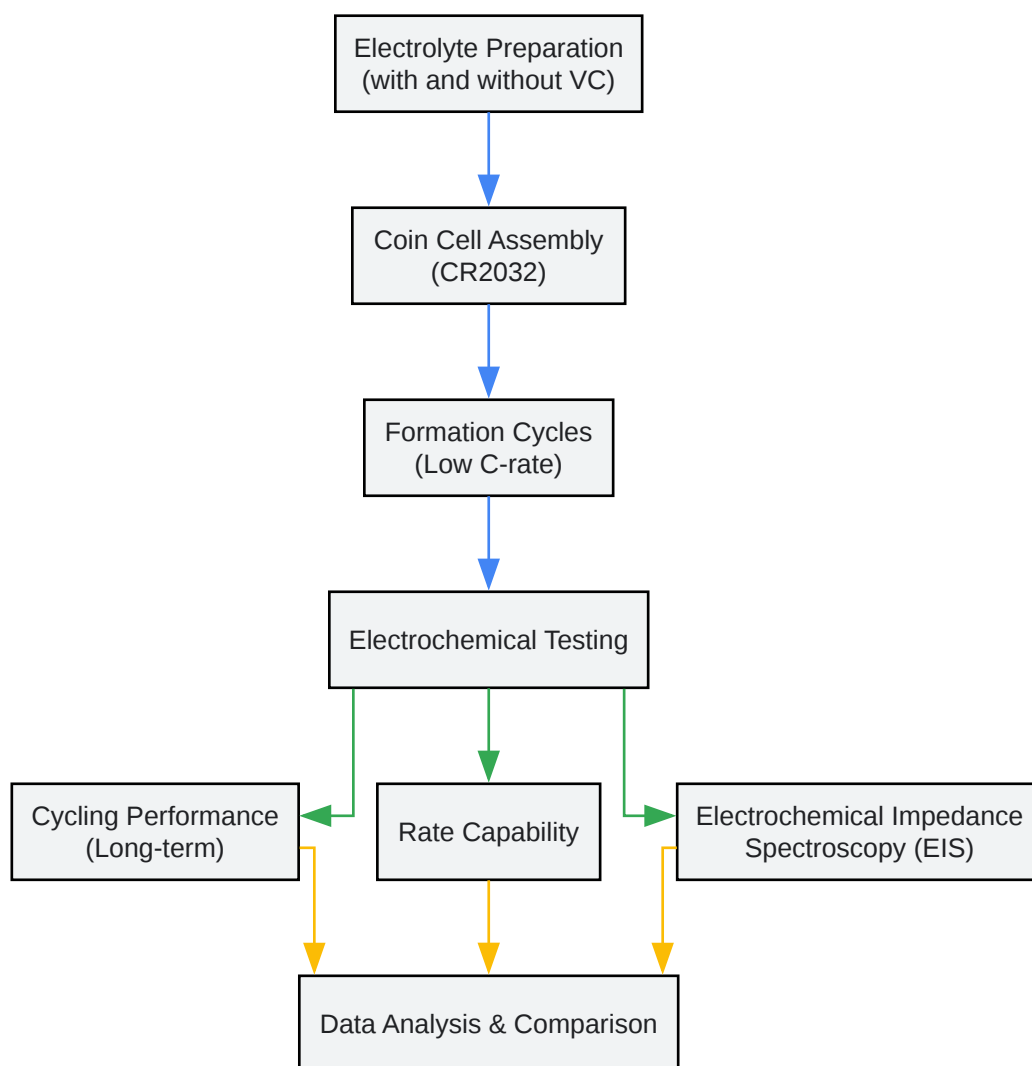 Electrolyte Preparation
(with and without VC)
Coin Cell Assembly
(CR2032)
Formation Cycles
(Low C-rate)
Electrochemical Testing
Cycling Performance
(Long-term)
Rate Capability
Electrochemical Impedance
Spectroscopy (EIS)
Data Analysis & Comparison